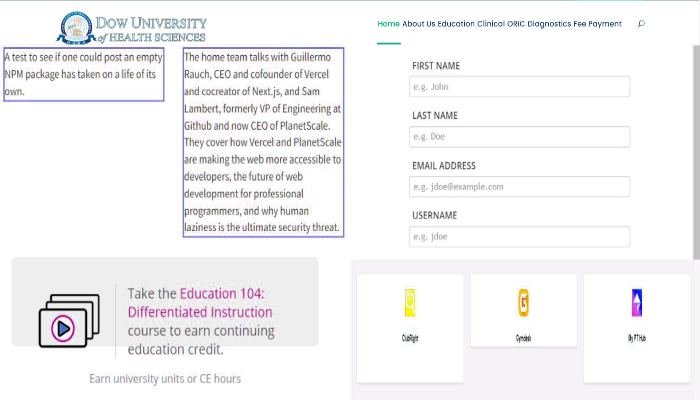 DOW UNIVERSITY
of HEALTH SCIENCES
Home About Us Education Clinical ORIC Diagnostics Fee Payment
A test to see if one could post an empty
NPM package has taken on a life of its
own.
The home team talks with Guillermo
Rauch, CEO and cofounder of Vercel
and cocreator of Next.js, and Sam
Lambert, formerly VP of Engineering at
Github and now CEO of PlanetScale.
They cover how Vercel and PlanetScale
are making the web more accessible to
developers, the future of web
development for professional
programmers, and why human
laziness is the ultimate security threat.
FIRST NAME
e.g. John
LAST NAME
e.g. Doe
EMAIL ADDRESS
e.g. jdoe@example.com
USERNAME
e.g. jdoe
Take the Education 104:
Differentiated Instruction
course to earn continuing
education credit.
Earn university units or CE hours
ClubRight
Gymdesk
My PT Hub